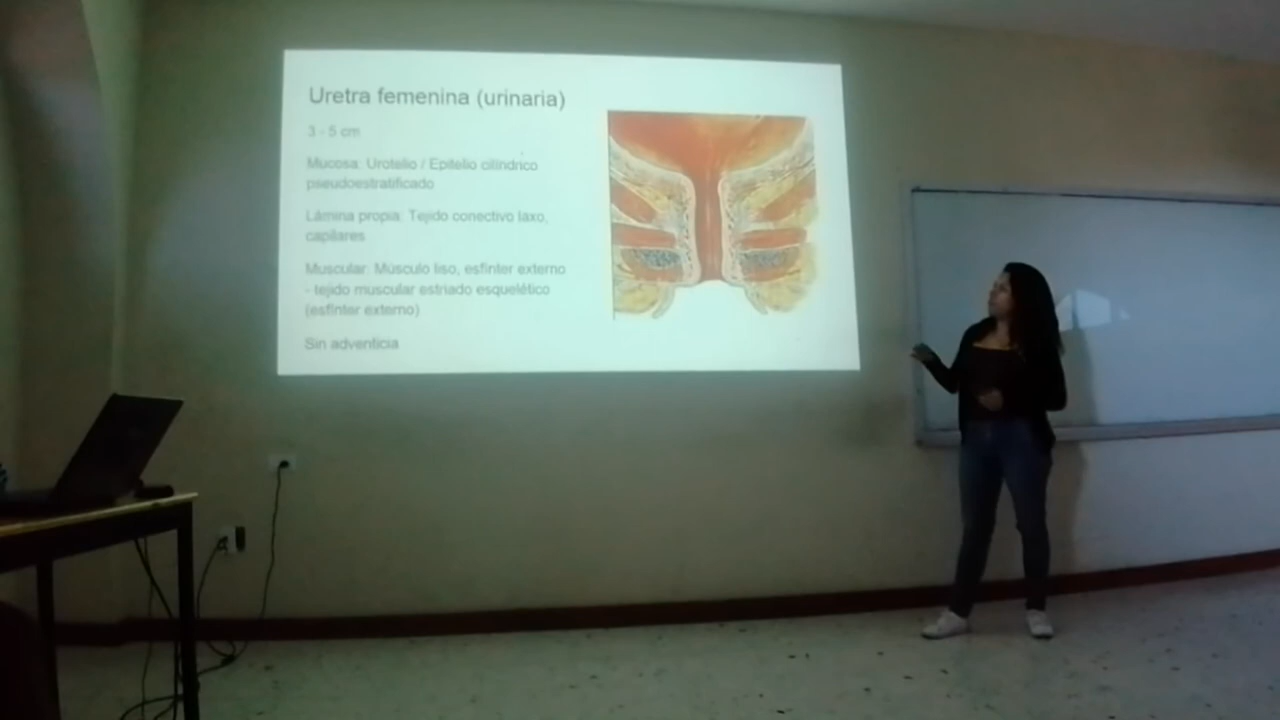 Uretra femenina (urinaria)
3 - 5 cm
Mucosa: Urotelio / Epitelio cilíndrico
pseudoestratificado
Lámina propia: Tejido conectivo laxo,
capilares
Muscular: Músculo liso, esfínter externo
- tejido muscular estriado esquelético
(esfínter externo)
Sin adventicia